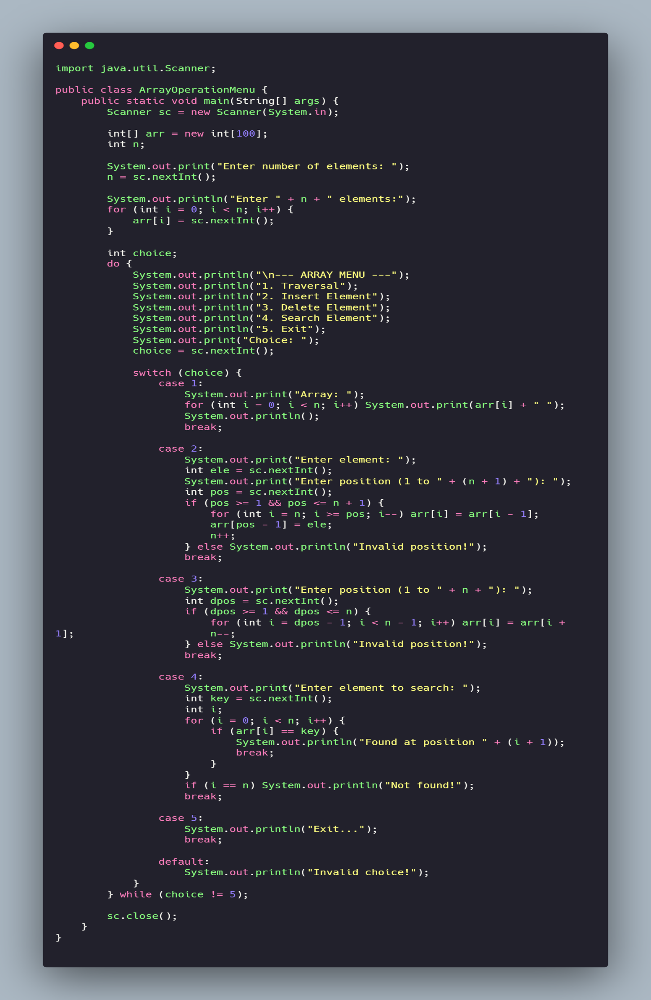 import java.util.Scanner;

public class ArrayOperationMenu {
    public static void main(String[] args) {
        Scanner sc = new Scanner(System.in);

        int[] arr = new int[100];
        int n;

        System.out.print("Enter number of elements: ");
        n = sc.nextInt();

        System.out.println("Enter " + n + " elements:");
        for (int i = 0; i < n; i++) {
            arr[i] = sc.nextInt();
        }

        int choice;
        do {
            System.out.println("\n--- ARRAY MENU ---");
            System.out.println("1. Traversal");
            System.out.println("2. Insert Element");
            System.out.println("3. Delete Element");
            System.out.println("4. Search Element");
            System.out.println("5. Exit");
            System.out.print("Choice: ");
            choice = sc.nextInt();

            switch (choice) {
                case 1:
                    System.out.print("Array: ");
                    for (int i = 0; i < n; i++) System.out.print(arr[i] + " ");
                    System.out.println();
                    break;

                case 2:
                    System.out.print("Enter element: ");
                    int ele = sc.nextInt();
                    System.out.print("Enter position (1 to " + (n + 1) + "): ");
                    int pos = sc.nextInt();
                    if (pos >= 1 && pos <= n + 1) {
                        for (int i = n; i >= pos; i--) arr[i] = arr[i - 1];
                        arr[pos - 1] = ele;
                        n++;
                    } else System.out.println("Invalid position!");
                    break;

                case 3:
                    System.out.print("Enter position (1 to " + n + "): ");
                    int dpos = sc.nextInt();
                    if (dpos >= 1 && dpos <= n) {
                        for (int i = dpos - 1; i < n - 1; i++) arr[i] = arr[i +
1];                     n--;
                    } else System.out.println("Invalid position!");
                    break;

                case 4:
                    System.out.print("Enter element to search: ");
                    int key = sc.nextInt();
                    int i;
                    for (i = 0; i < n; i++) {
                        if (arr[i] == key) {
                            System.out.println("Found at position " + (i + 1));
                            break;
                        }
                    }
                    if (i == n) System.out.println("Not found!");
                    break;

                case 5:
                    System.out.println("Exit...");
                    break;

                default:
                    System.out.println("Invalid choice!");
            }
        } while (choice != 5);

        sc.close();
    }
}